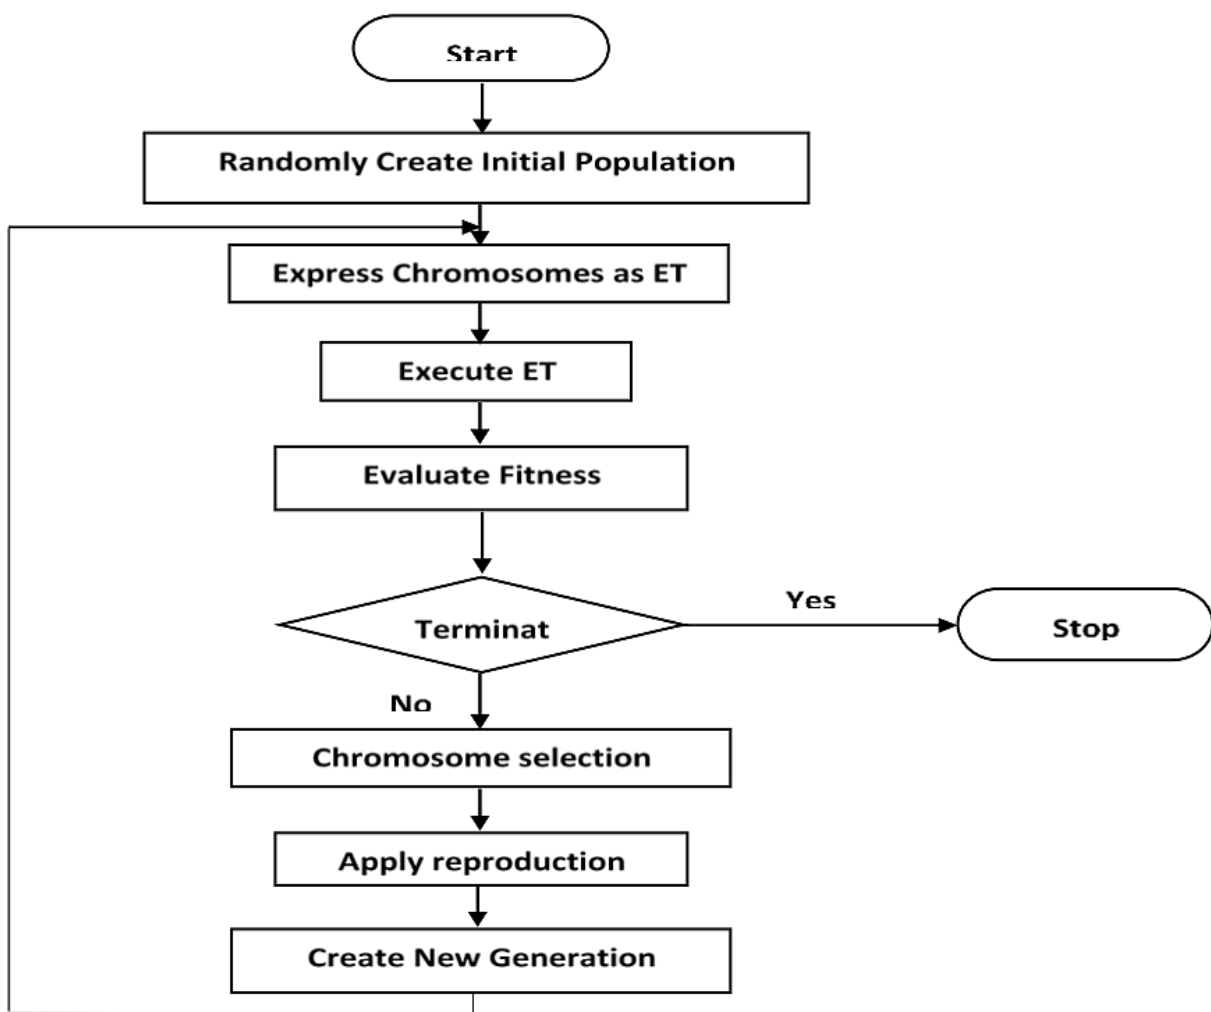 Start
Randomly Create Initial Population
Express Chromosomes as ET
Execute ET
Evaluate Fitness
Terminat
Yes
Stop
No
Chromosome selection
Apply reproduction
Create New Generation